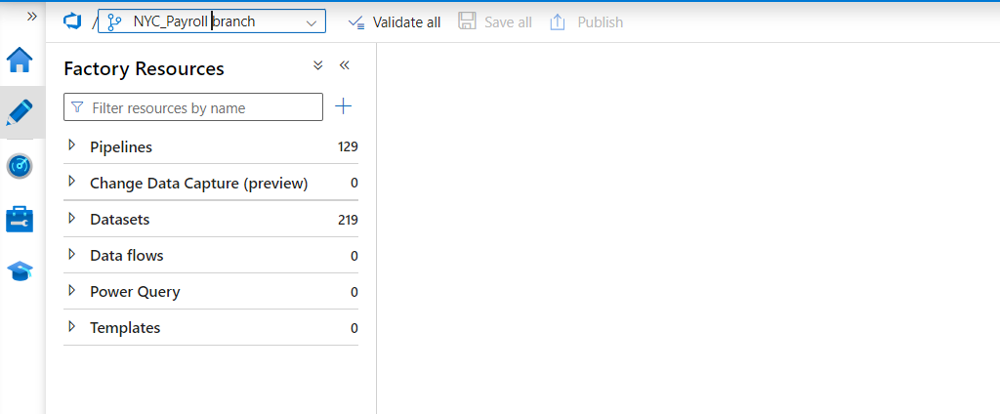 / NYC_Payroll branch
Validate all
Save all
Publish
Factory Resources
Filter resources by name
Pipelines 129
Change Data Capture (preview) 0
Datasets 219
Data flows 0
Power Query 0
Templates 0